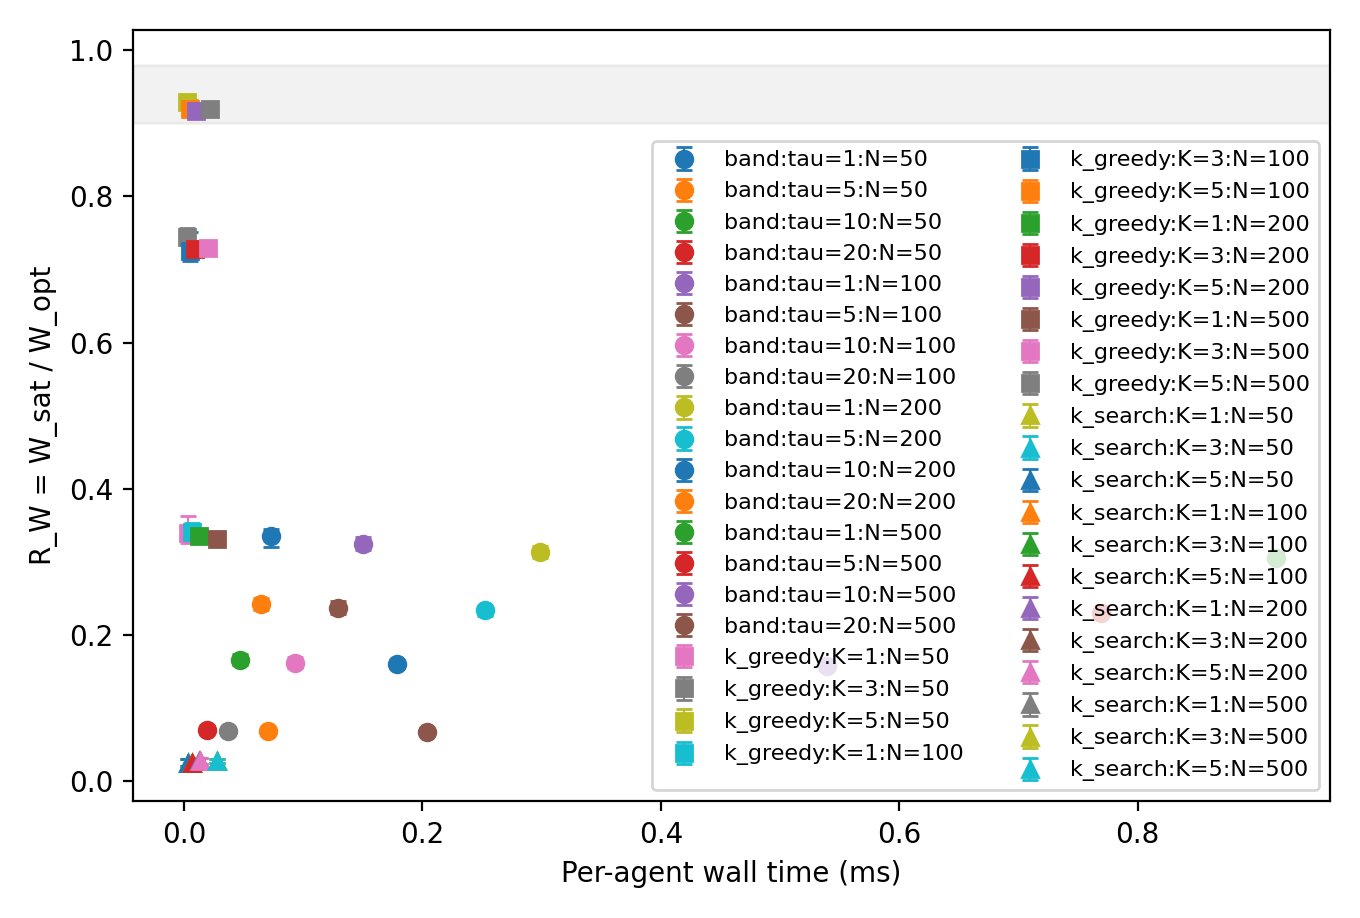 1.0
0.8
0.6
0.4
0.2
0.0
R_W = W_sat / W_opt
0.0
0.2
0.4
0.6
0.8
Per-agent wall time (ms)
band:tau=1:N=50
band:tau=5:N=50
band:tau=10:N=50
band:tau=20:N=50
band:tau=1:N=100
band:tau=5:N=100
band:tau=10:N=100
band:tau=20:N=100
band:tau=1:N=200
band:tau=5:N=200
band:tau=10:N=200
band:tau=20:N=200
band:tau=1:N=500
band:tau=5:N=500
band:tau=10:N=500
band:tau=20:N=500
k_greedy:K=1:N=50
k_greedy:K=3:N=50
k_greedy:K=5:N=50
k_greedy:K=1:N=100
k_greedy:K=3:N=100
k_greedy:K=5:N=100
k_greedy:K=1:N=200
k_greedy:K=3:N=200
k_greedy:K=5:N=200
k_greedy:K=1:N=500
k_greedy:K=3:N=500
k_greedy:K=5:N=500
k_search:K=1:N=50
k_search:K=3:N=50
k_search:K=5:N=50
k_search:K=1:N=100
k_search:K=3:N=100
k_search:K=5:N=100
k_search:K=1:N=200
k_search:K=3:N=200
k_search:K=5:N=200
k_search:K=1:N=500
k_search:K=3:N=500
k_search:K=5:N=500